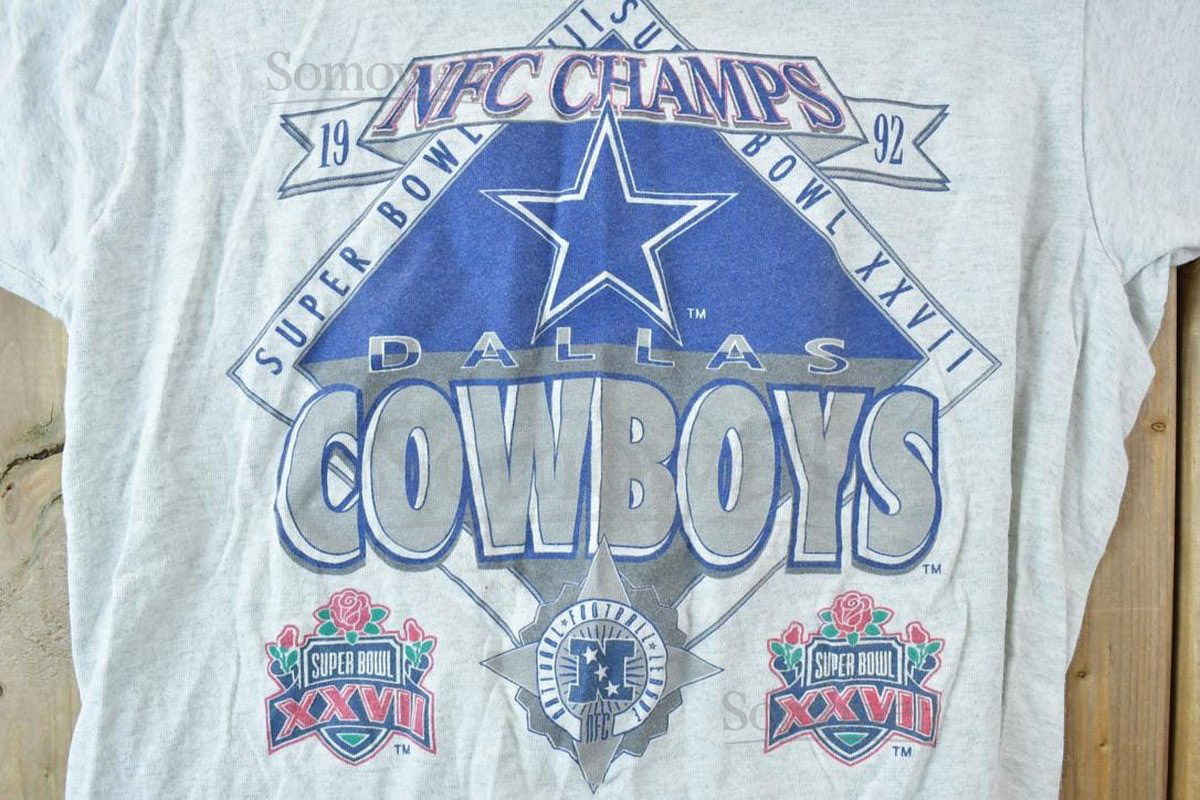 NFC CHAMPS
19 92
SUPER BOWL
SUPER BOWL XXVII
TM
DALLAS
COWBOYS
TM
NATIONAL FOOTBALL LEAGUE
N
NFC
SUPER BOWL
XXVII
TM
SUPER BOWL
XXVII
TM